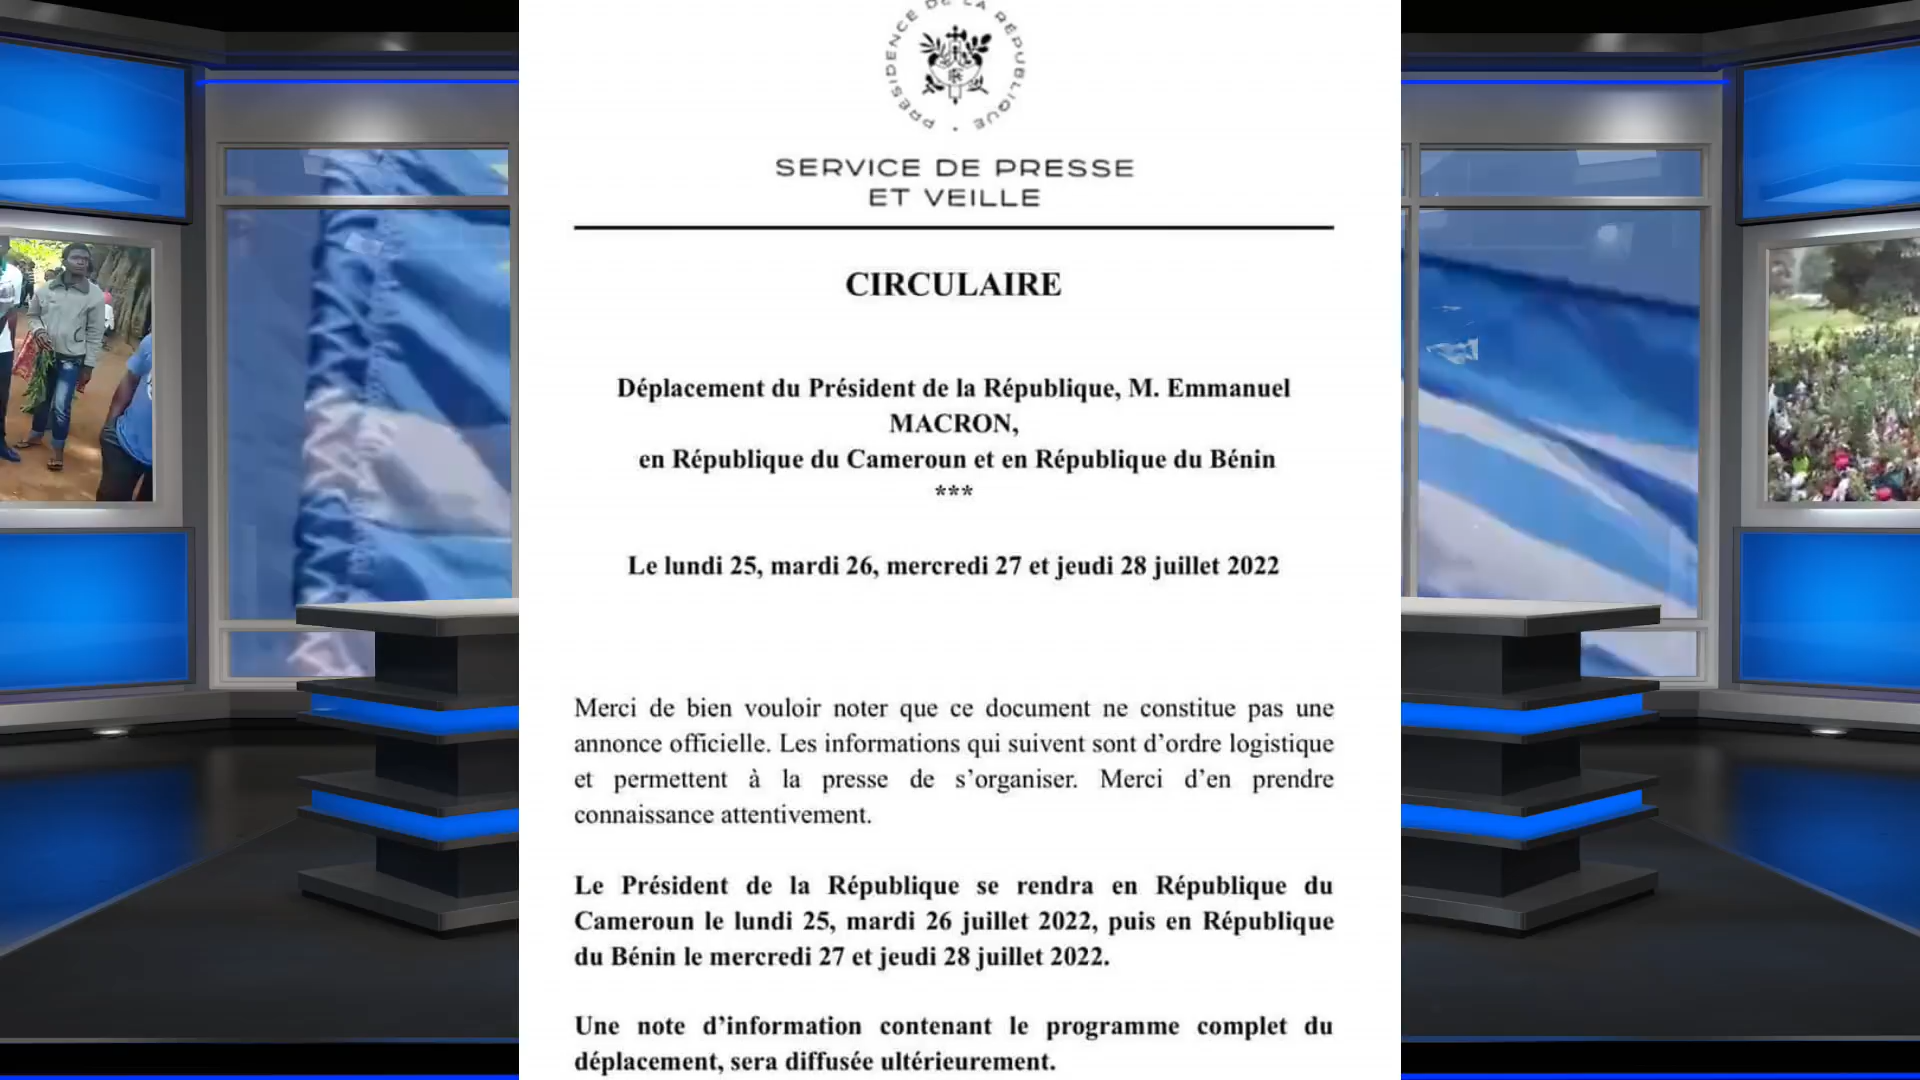 PRÉSIDENCE DE LA RÉPUBLIQUE
SERVICE DE PRESSE
ET VEILLE
CIRCULAIRE
Déplacement du Président de la République, M. Emmanuel
MACRON,
en République du Cameroun et en République du Bénin
***
Le lundi 25, mardi 26, mercredi 27 et jeudi 28 juillet 2022
Merci de bien vouloir noter que ce document ne constitue pas une
annonce officielle. Les informations qui suivent sont d’ordre logistique
et permettent à la presse de s’organiser. Merci d’en prendre
connaissance attentivement.
Le Président de la République se rendra en République du
Cameroun le lundi 25, mardi 26 juillet 2022, puis en République
du Bénin le mercredi 27 et jeudi 28 juillet 2022.
Une note d’information contenant le programme complet du
déplacement, sera diffusée ultérieurement.